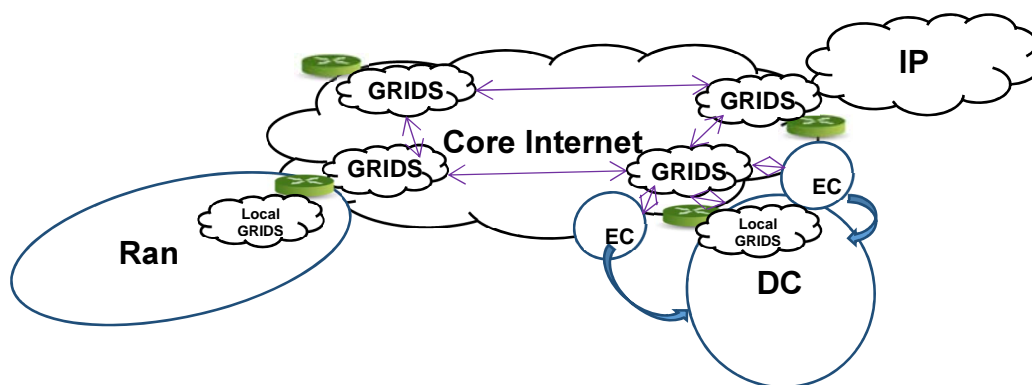 IP
GRIDS
GRIDS
Core Internet
GRIDS
GRIDS
EC
Local
GRIDS
Ran
EC
Local
GRIDS
DC